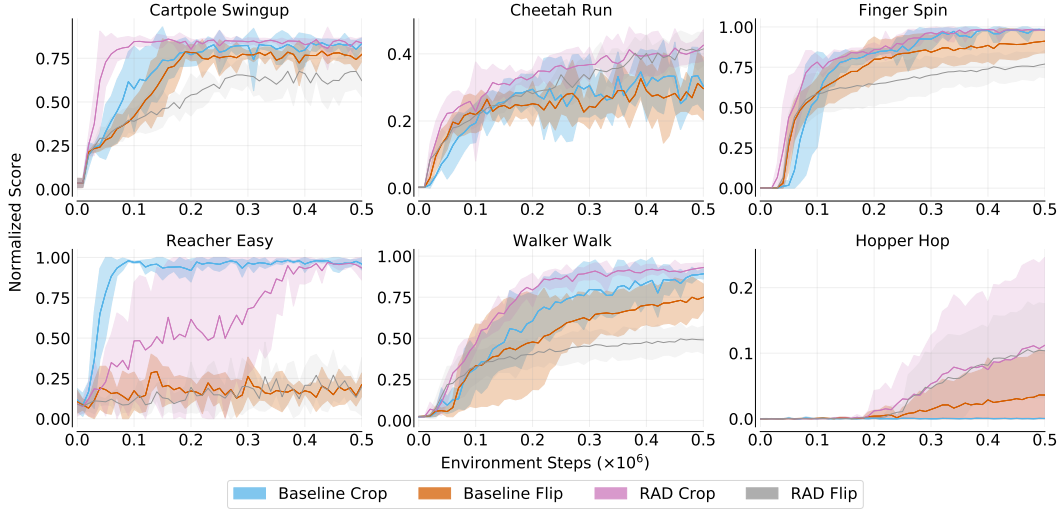 Cartpole Swingup
Cheetah Run
Finger Spin
0.75
0.50
0.25
0.00
0.4
0.2
0.0
1.00
0.75
0.50
0.25
0.00
0.0 0.1 0.2 0.3 0.4 0.5
0.0 0.1 0.2 0.3 0.4 0.5
0.0 0.1 0.2 0.3 0.4 0.5
Normalized Score
Reacher Easy
Walker Walk
Hopper Hop
1.00
0.75
0.50
0.25
0.00
1.00
0.75
0.50
0.25
0.00
0.2
0.1
0.0
0.0 0.1 0.2 0.3 0.4 0.5
0.0 0.1 0.2 0.3 0.4 0.5
0.0 0.1 0.2 0.3 0.4 0.5
Environment Steps (×10⁶)
Baseline Crop Baseline Flip RAD Crop RAD Flip